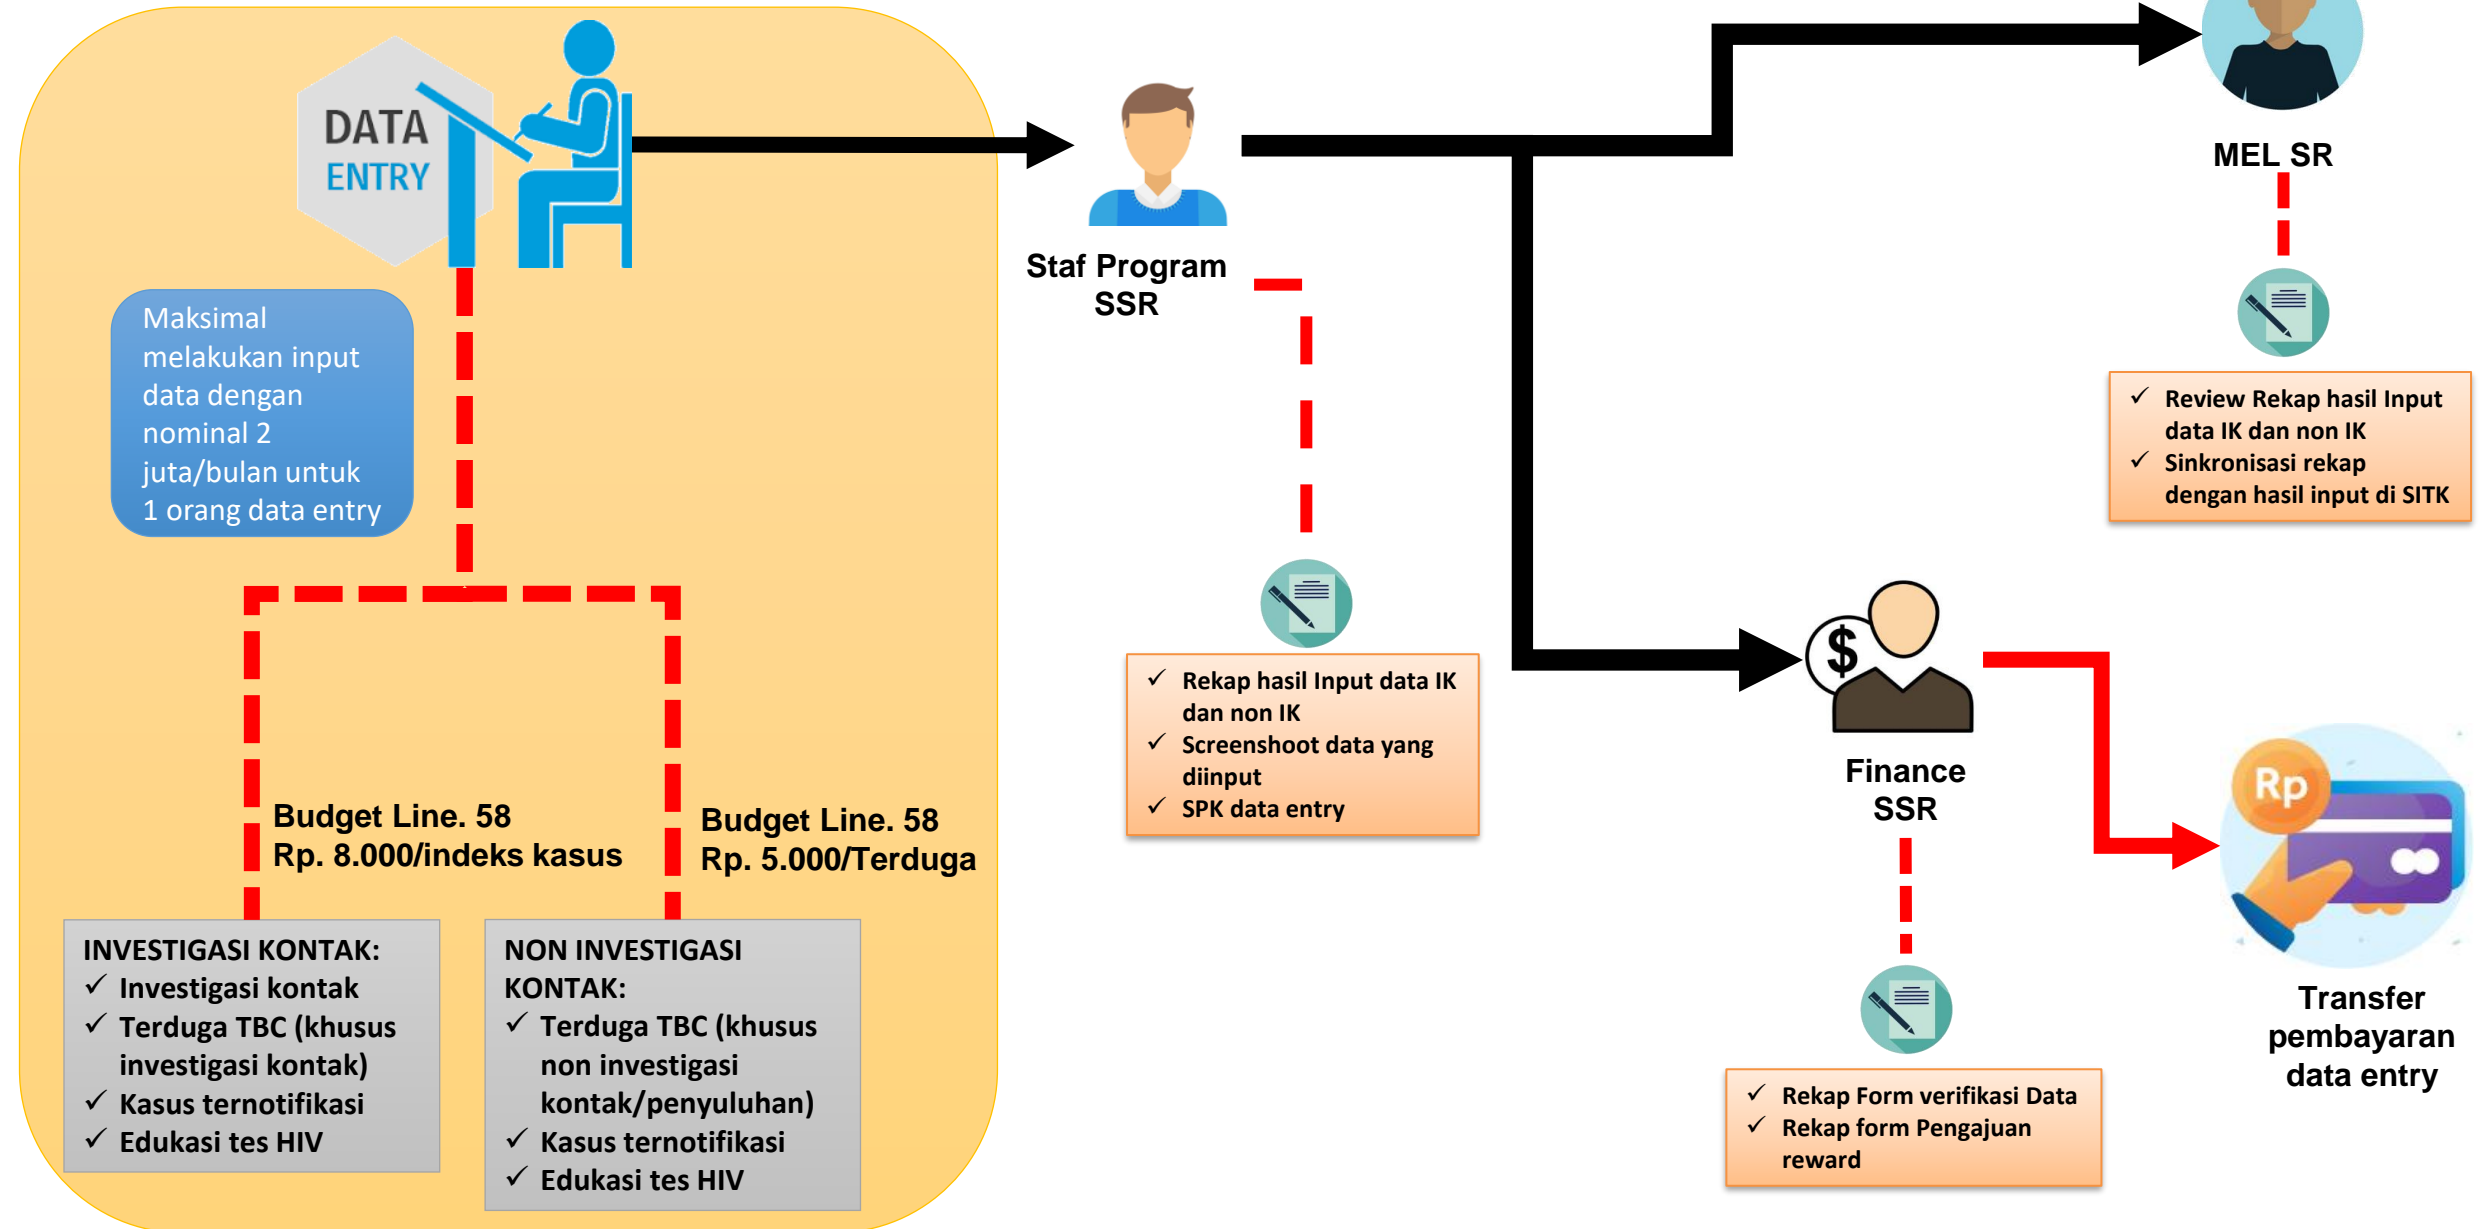 DATA
ENTRY
Maksimal
melakukan input
data dengan
nominal 2
juta/bulan untuk
1 orang data entry
Budget Line. 58
Rp. 8.000/indeks kasus
Budget Line. 58
Rp. 5.000/Terduga
INVESTIGASI KONTAK:
✓ Investigasi kontak
✓ Terduga TBC (khusus
investigasi kontak)
✓ Kasus ternotifikasi
✓ Edukasi tes HIV
NON INVESTIGASI
KONTAK:
✓ Terduga TBC (khusus
non investigasi
kontak/penyuluhan)
✓ Kasus ternotifikasi
✓ Edukasi tes HIV
Staf Program
SSR
✓ Rekap hasil Input data IK
dan non IK
✓ Screenshoot data yang
diinput
✓ SPK data entry
MEL SR
✓ Review Rekap hasil Input
data IK dan non IK
✓ Sinkronisasi rekap
dengan hasil input di SITK
$
Finance
SSR
✓ Rekap Form verifikasi Data
✓ Rekap form Pengajuan
reward
Rp
Transfer
pembayaran
data entry